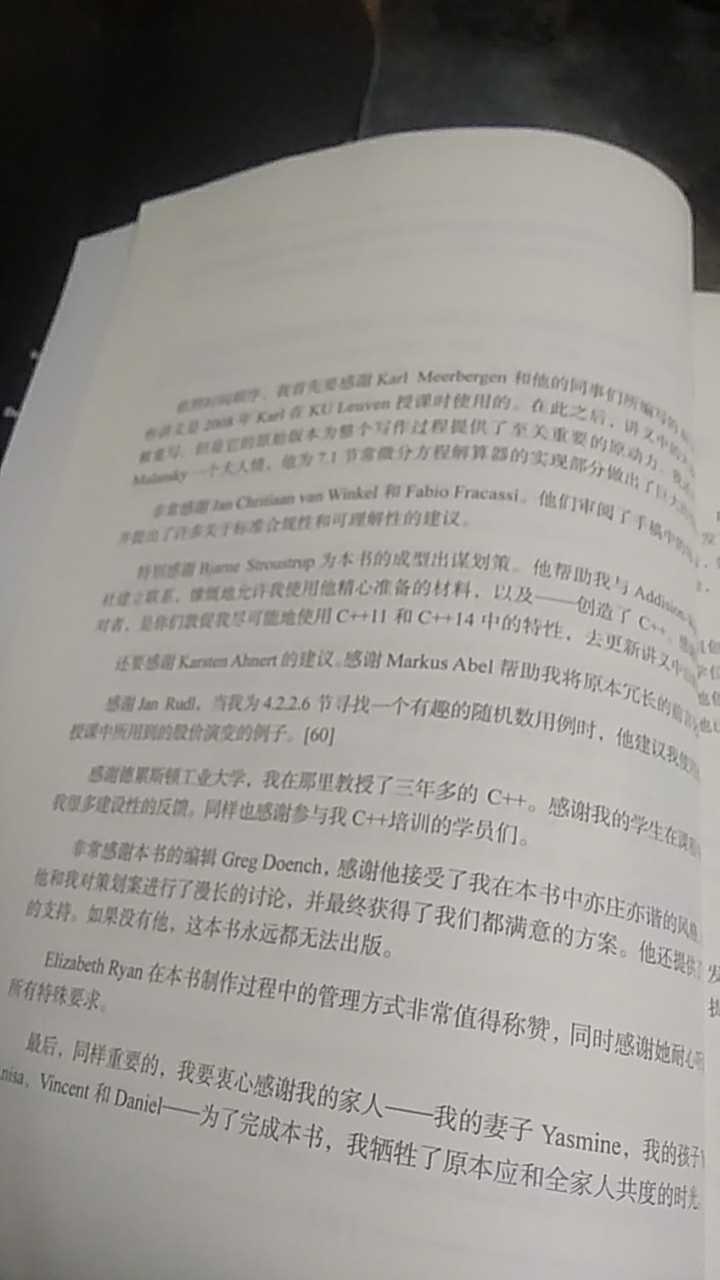 依照时间顺序，我首先要感谢 Karl Meerbergen 和他的同事们所编写的
些讲义是 2008 年 Karl 在 KU Leuven 授课时使用的。在此之后，讲义中的
被重写，但是它的原始版本为整个写作过程提供了至关重要的原动力。我
Mulansky 一个大人情，他为 7.1 节常微分方程解算器的实现部分做出了巨大的
非常感谢 Jan Christiaan van Winkel 和 Fabio Fracassi。他们审阅了手稿中的
并提出了许多关于标准合规性和可理解性的建议。
特别感谢 Bjarne Stroustrup 为本书的成型出谋划策。他帮助我与 Addison
社建立联系，慷慨地允许我使用他精心准备的材料，以及——创造了 C++。
对者，是你们敦促我尽可能地使用 C++11 和 C++14 中的特性，去更新讲义中
还要感谢 Karsten Ahnert 的建议。感谢 Markus Abel 帮助我将原本冗长的前
感谢 Jan Rudl，当我为 4.2.2.6 节寻找一个有趣的随机数用例时，他建议我使用
授课中所用到的股价演变的例子。[60]
感谢德累斯顿工业大学，我在那里教授了三年多的 C++。感谢我的学生在课程
我很多建设性的反馈。同样也感谢参与我 C++培训的学员们。
非常感谢本书的编辑 Greg Doench，感谢他接受了我在本书中亦庄亦谐的风格，
他和我对策划案进行了漫长的讨论，并最终获得了我们都满意的方案。他还提供了
的支持。如果没有他，这本书永远都无法出版。
Elizabeth Ryan 在本书制作过程中的管理方式非常值得称赞，同时感谢她耐心
所有特殊要求。
最后，同样重要的，我要衷心感谢我的家人——我的妻子 Yasmine，我的孩子
nisa、Vincent 和 Daniel——为了完成本书，我牺牲了原本应和全家人共度的时光